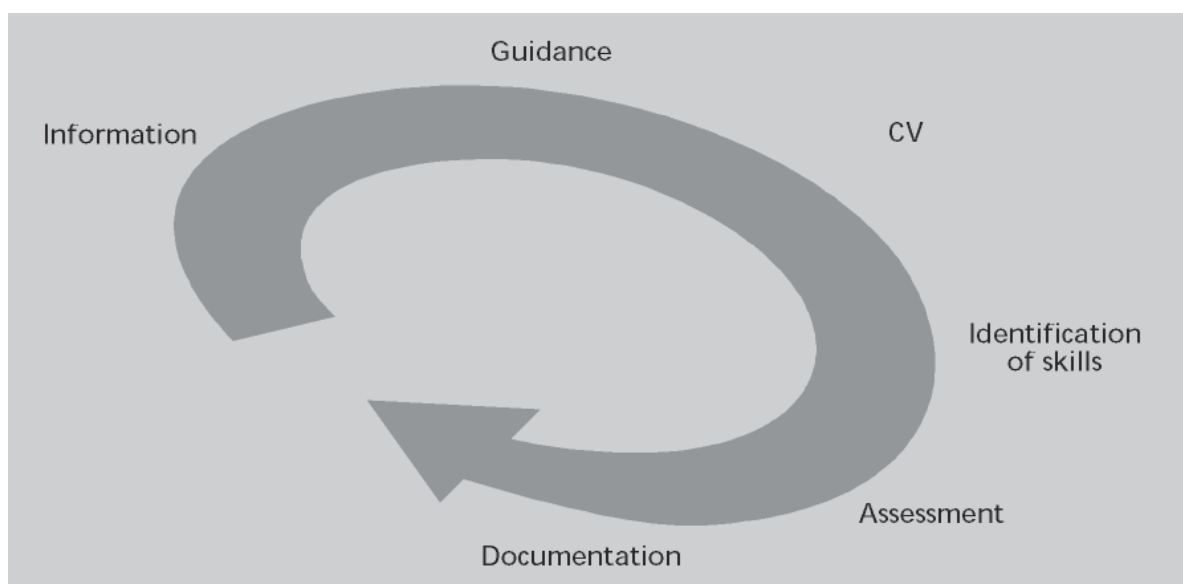 Guidance
Information
CV
Identification
of skills
Assessment
Documentation